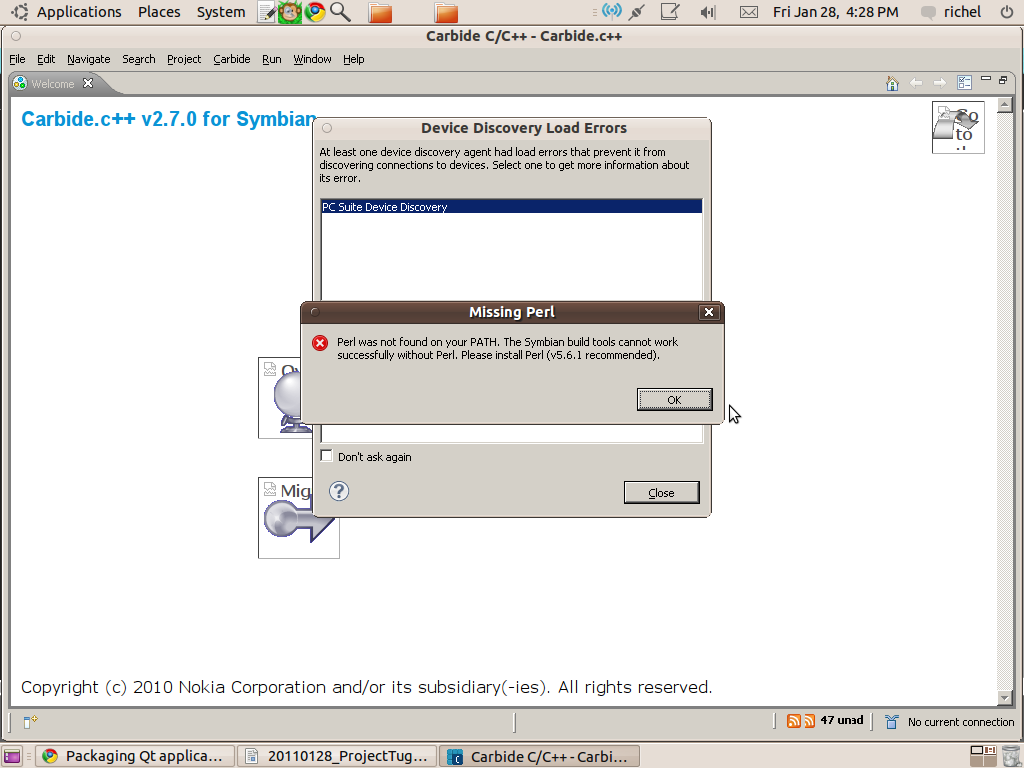 Applications Places System Fri Jan 28, 4:28 PM richel
Carbide C/C++ - Carbide.c++
File Edit Navigate Search Project Carbide Run Window Help
Welcome
Carbide.c++ v2.7.0 for Symbian
Go
to
Device Discovery Load Errors
At least one device discovery agent had load errors that prevent it from
discovering connections to devices. Select one to get more information about
its error.
PC Suite Device Discovery
Missing Perl
Perl was not found on your PATH. The Symbian build tools cannot work
successfully without Perl. Please install Perl (v5.6.1 recommended).
OK
Don't ask again
Mig
? Close
Copyright (c) 2010 Nokia Corporation and/or its subsidiary(-ies). All rights reserved.
47 unad No current connection
Packaging Qt applica... 20110128_ProjectTug... Carbide C/C++ - Carbi...